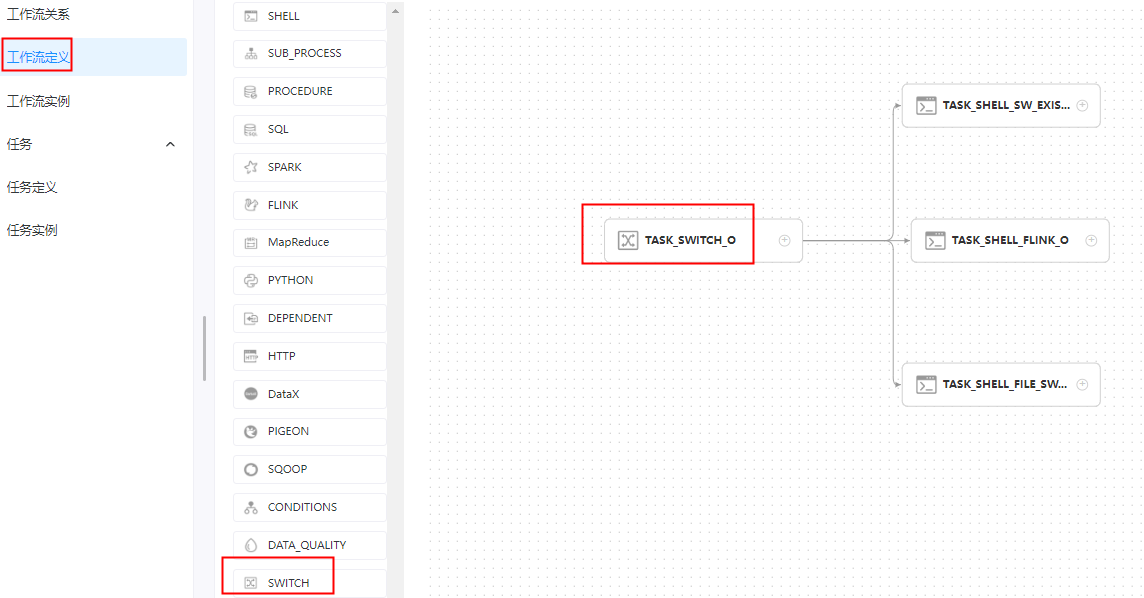 工作流关系
工作流定义
工作流实例
任务
任务定义
任务实例
SHELL
SUB_PROCESS
PROCEDURE
SQL
SPARK
FLINK
MapReduce
PYTHON
DEPENDENT
HTTP
DataX
PIGEON
SQOOP
CONDITIONS
DATA_QUALITY
SWITCH
TASK_SHELL_SW_EXIS...
TASK_SWITCH_O
TASK_SHELL_FLINK_O
TASK_SHELL_FILE_SW...